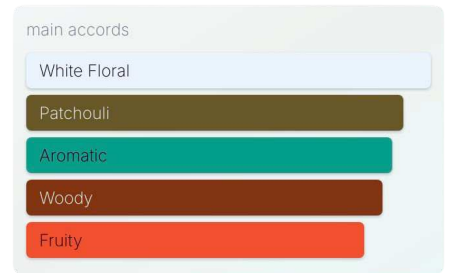 main accords
White Floral
Patchouli
Aromatic
Woody
Fruity